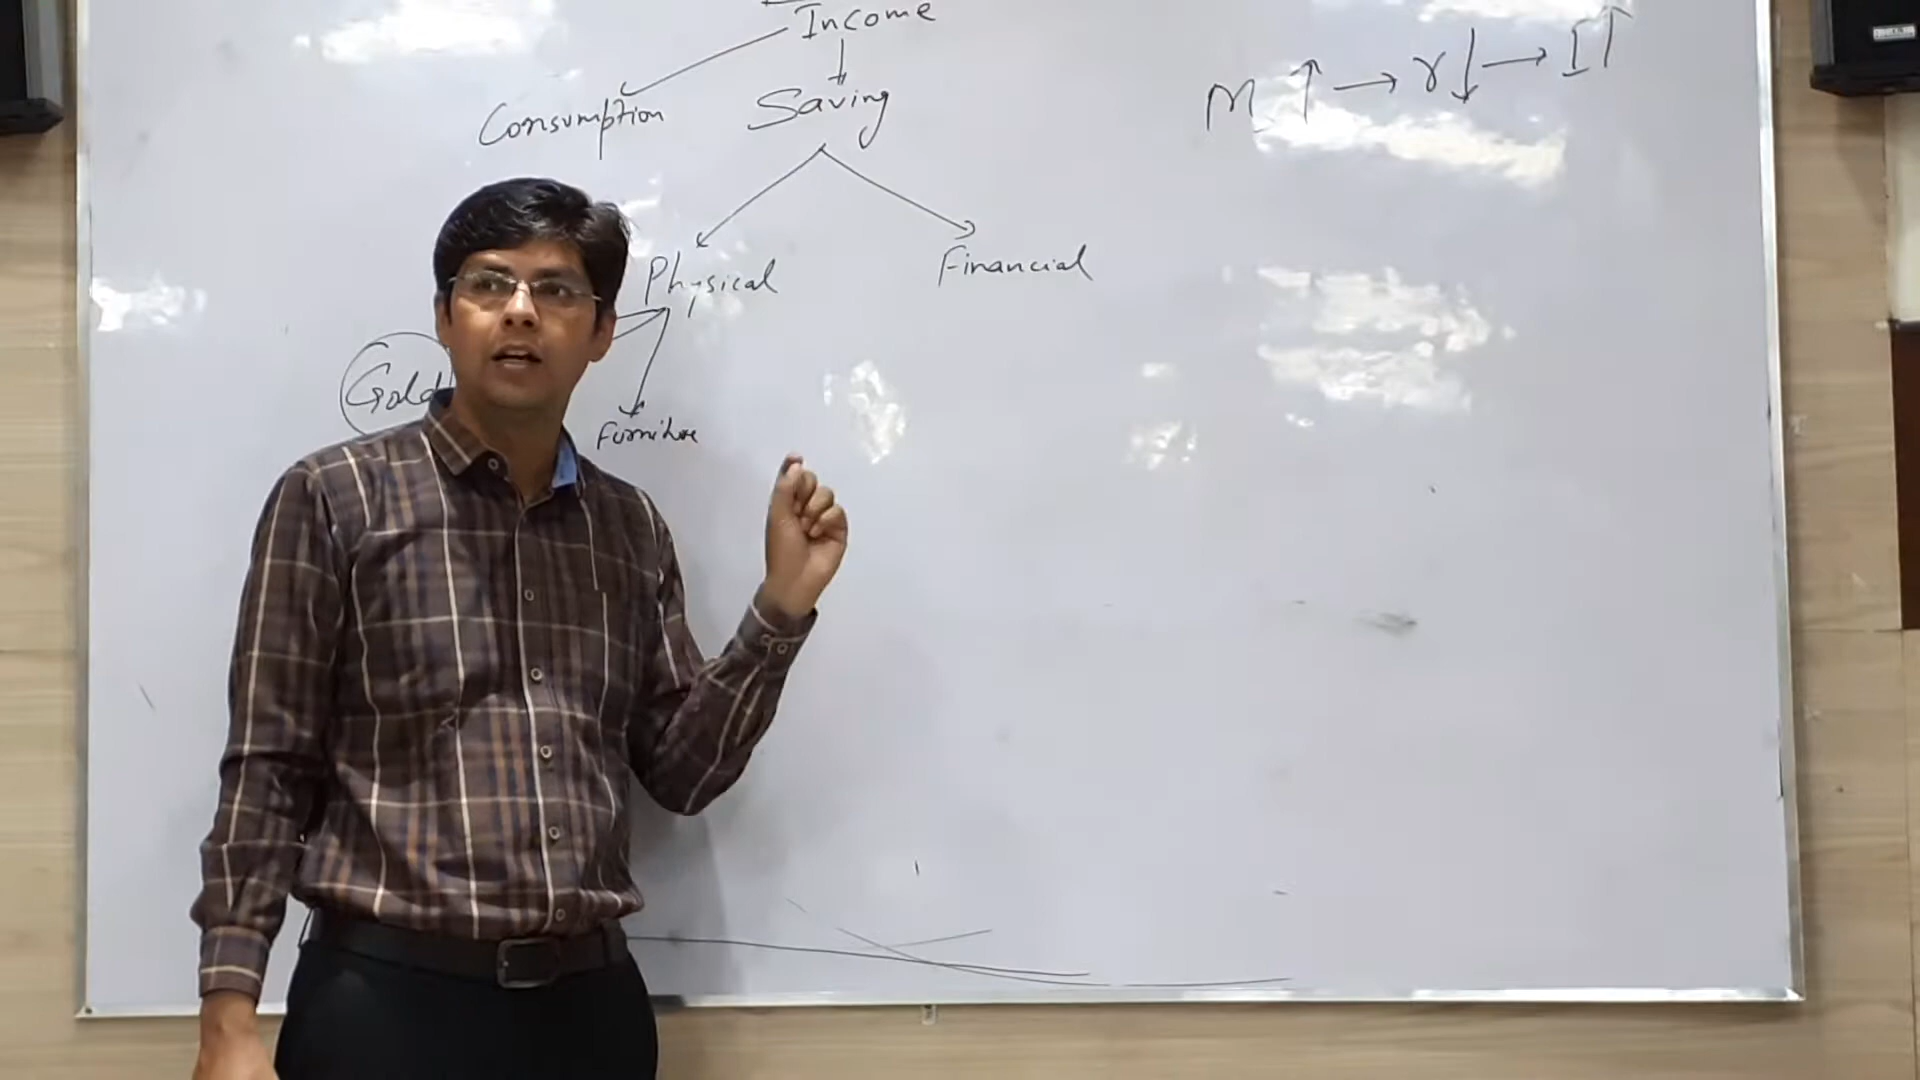 Income
M ↑ → r ↓ → I ↑
Consumption
Saving
Physical
Financial
Gold
Furniture